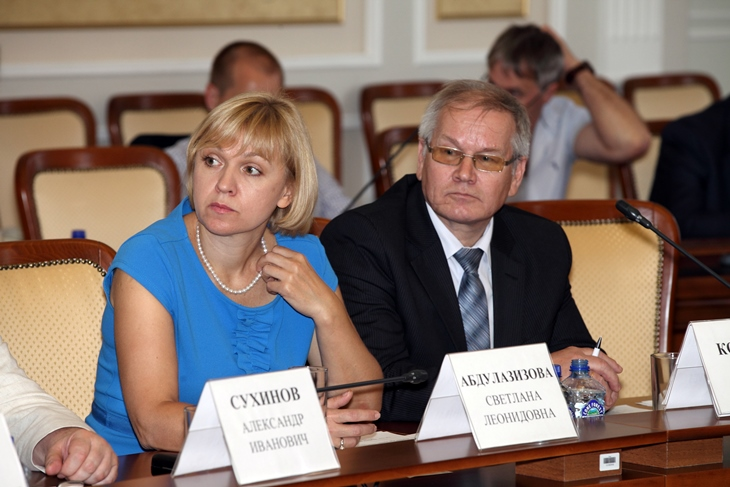 СУХИНОВ
АЛЕКСАНДР
ИВАНОВИЧ
АБДУЛАЗИЗОВА
СВЕТЛАНА
ЛЕОНИДОВНА
КО